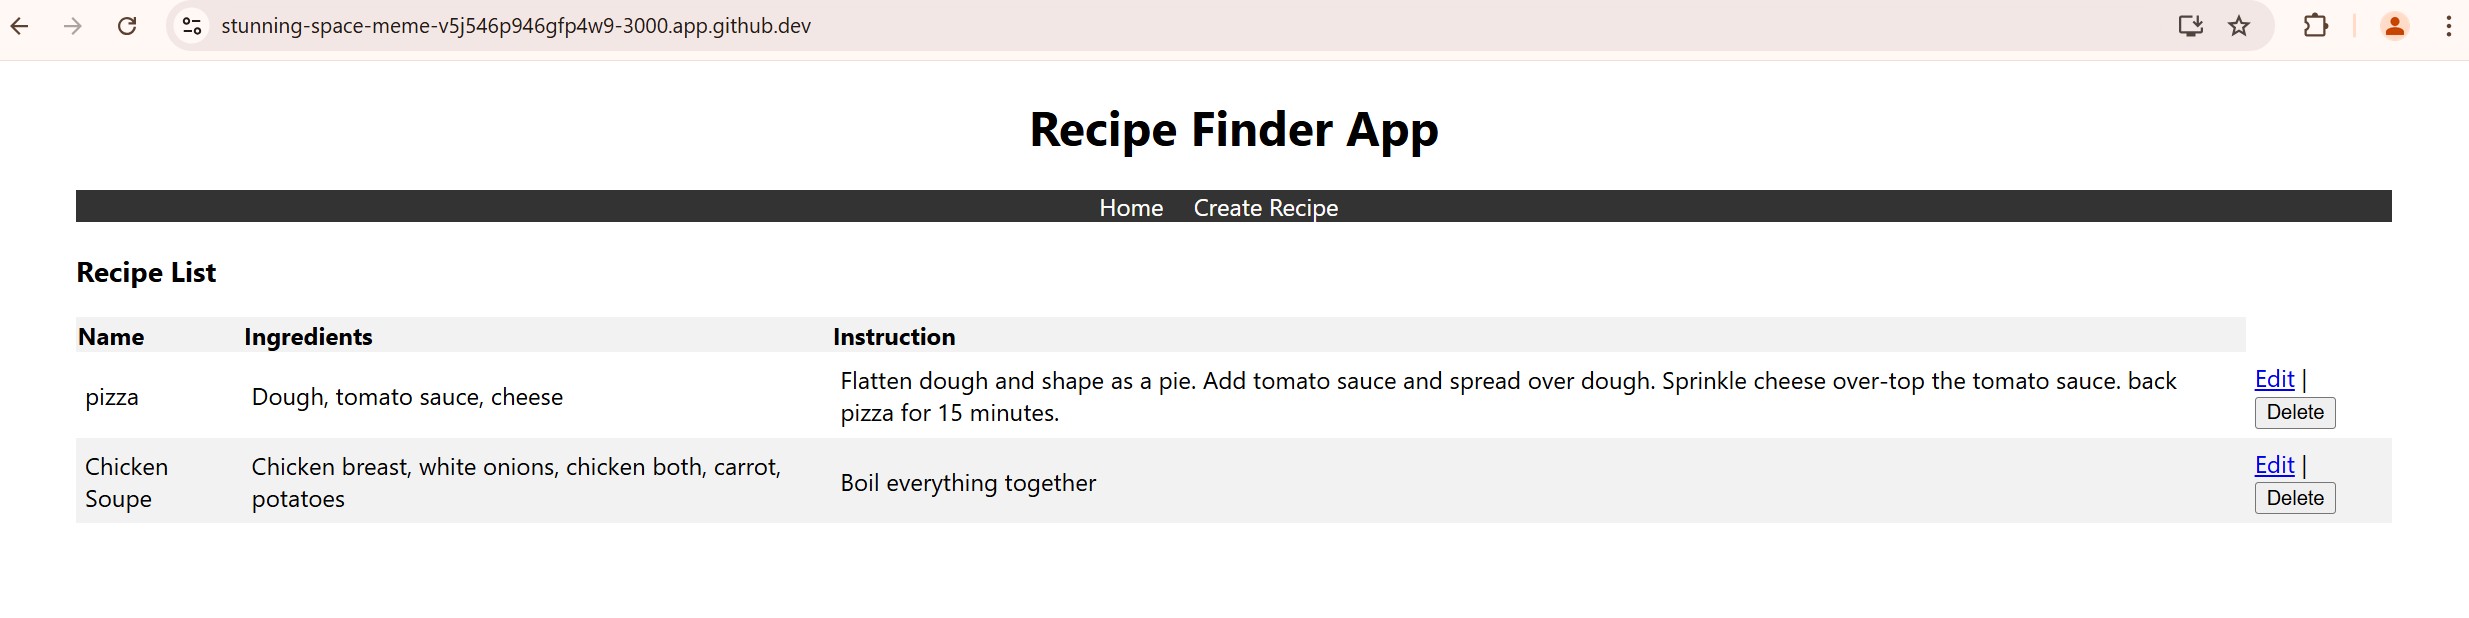 stunning-space-meme-v5j546p946gfp4w9-3000.app.github.dev
Recipe Finder App
Home Create Recipe
Recipe List
Name Ingredients Instruction
pizza Dough, tomato sauce, cheese Flatten dough and shape as a pie. Add tomato sauce and spread over dough. Sprinkle cheese over-top the tomato sauce. back
pizza for 15 minutes.
Edit |
Delete
Chicken
Soupe
Chicken breast, white onions, chicken both, carrot,
potatoes
Boil everything together
Edit |
Delete